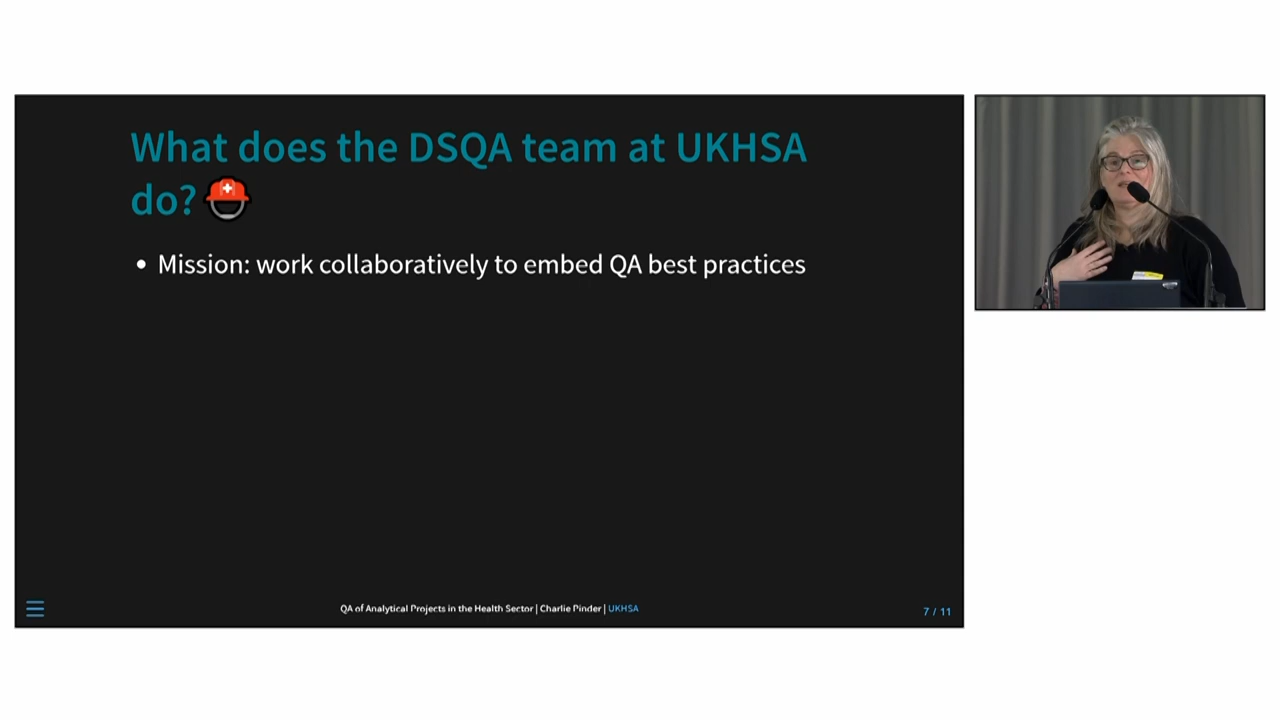 What does the DSQA team at UKHSA
do?
• Mission: work collaboratively to embed QA best practices
QA of Analytical Projects in the Health Sector | Charlie Pinder | UKHSA
7 / 11